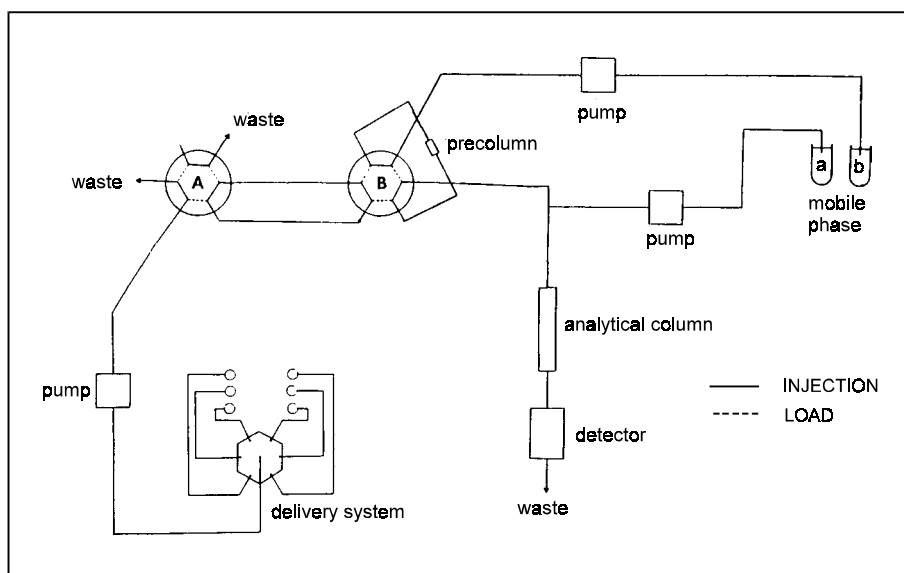 waste
pump
precolumn
waste
A
B
a
b
mobile
phase
pump
analytical column
pump
INJECTION
LOAD
detector
delivery system
waste